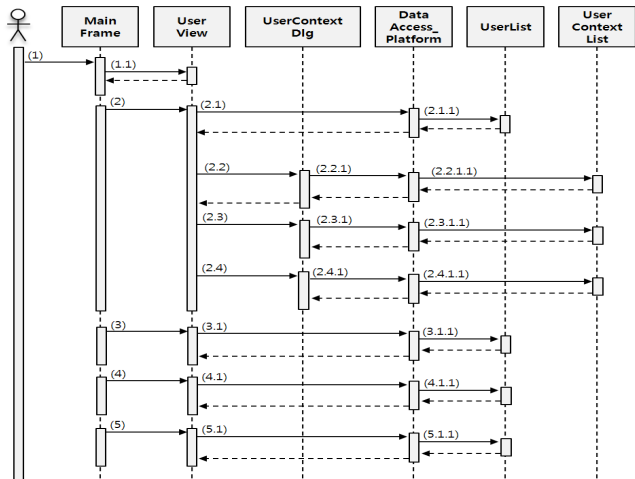 Main
Frame
User
View
UserContext
Dlg
Data
Access_
Platform
UserList
User
Context
List
(1)
(1.1)
(2)
(2.1)
(2.1.1)
(2.2)
(2.2.1)
(2.2.1.1)
(2.3)
(2.3.1)
(2.3.1.1)
(2.4)
(2.4.1)
(2.4.1.1)
(3)
(3.1)
(3.1.1)
(4)
(4.1)
(4.1.1)
(5)
(5.1)
(5.1.1)